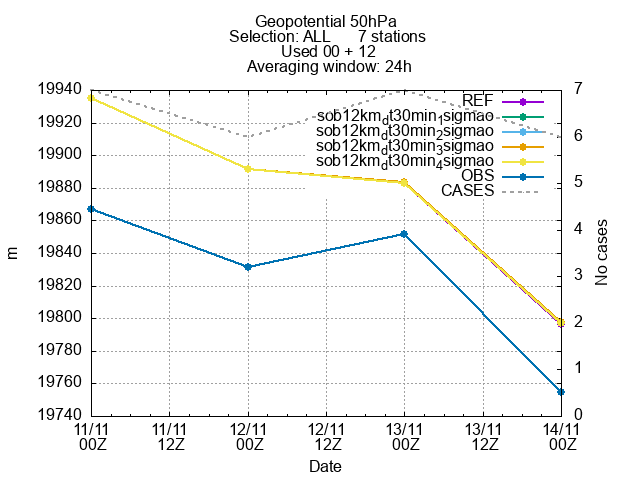 Geopotential 50hPa
Selection: ALL 7 stations
Used 00 + 12
Averaging window: 24h
19940
19920
19900
19880
19860
19840
19820
19800
19780
19760
19740
m
7
6
5
4
3
2
1
0
No cases
REF
sob12km_dt30min_1sigmao
sob12km_dt30min_2sigmao
sob12km_dt30min_3sigmao
sob12km_dt30min_4sigmao
OBS
CASES
11/11 11/11 12/11 12/11 13/11 13/11 14/11
00Z 12Z 00Z 12Z 00Z 12Z 00Z
Date